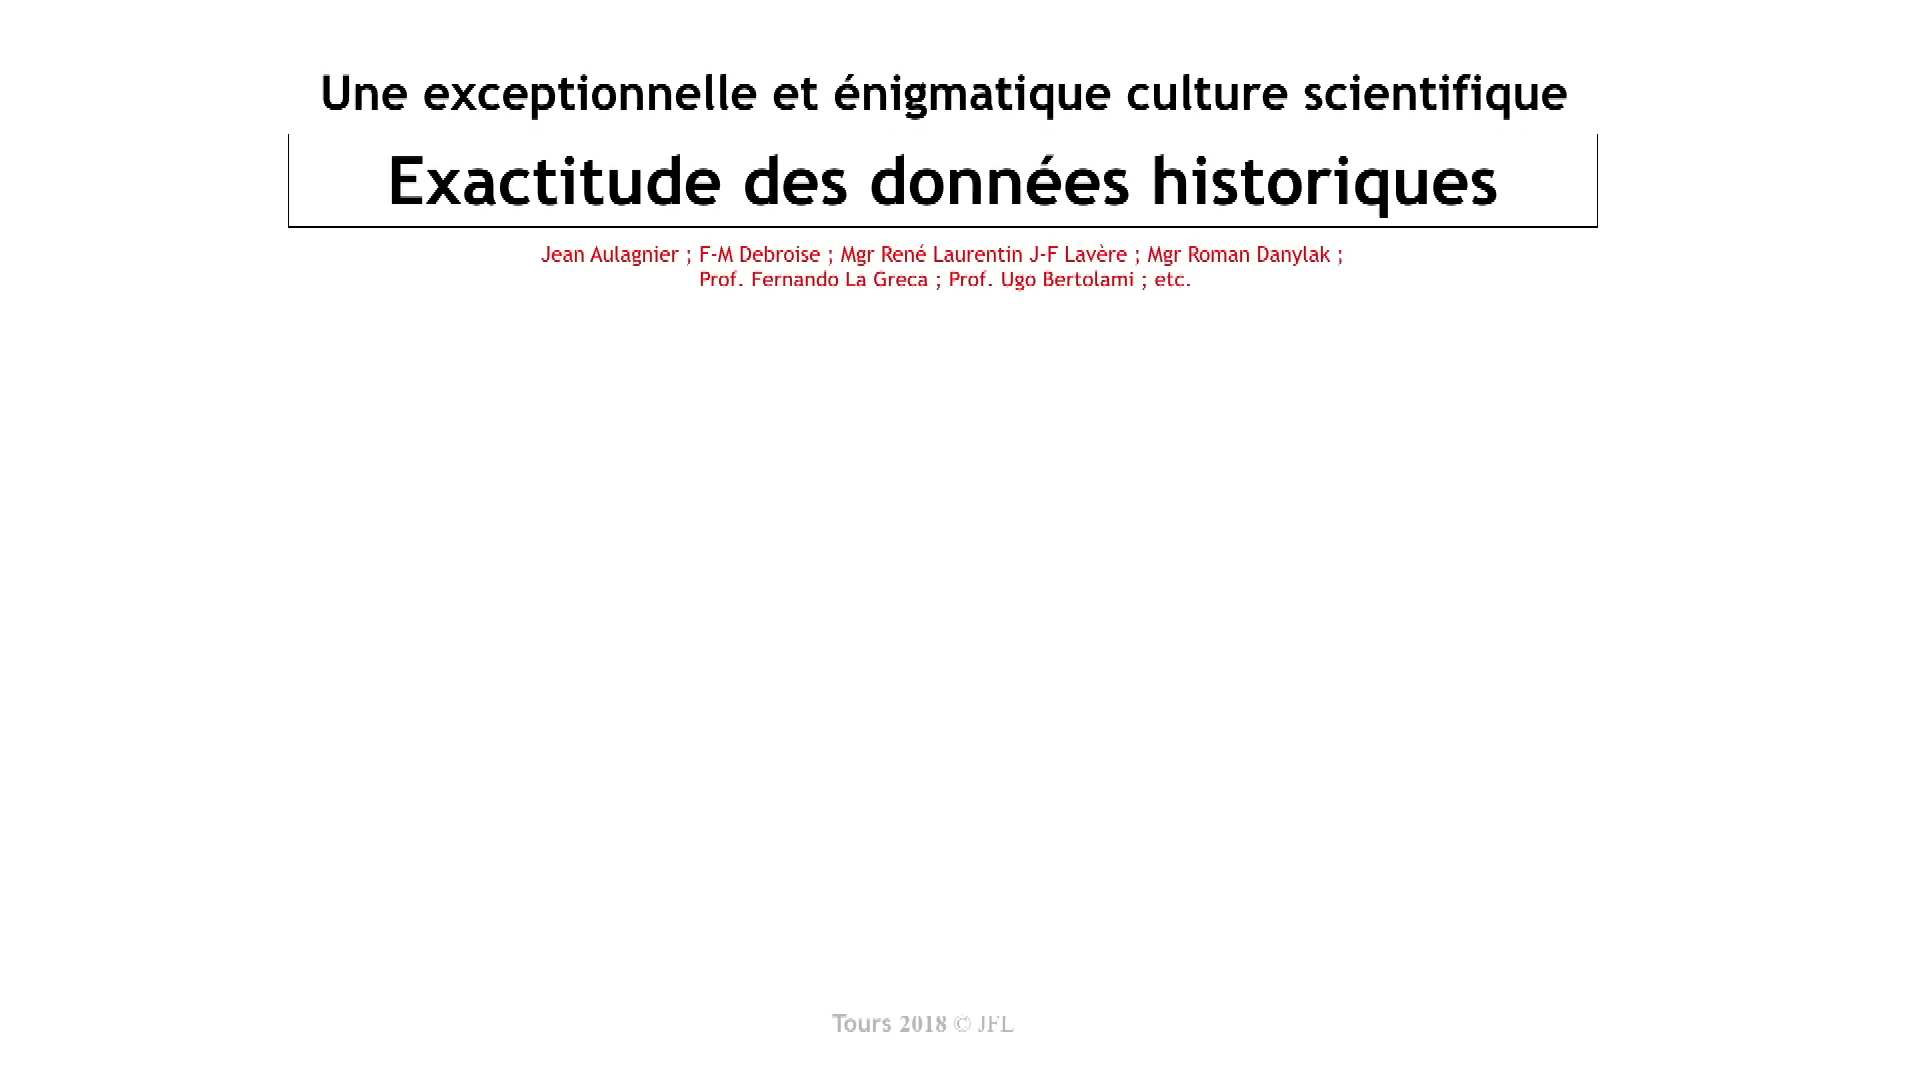 Une exceptionnelle et énigmatique culture scientifique
Exactitude des données historiques
Jean Aulagnier ; F-M Debroise ; Mgr René Laurentin J-F Lavère ; Mgr Roman Danylak ;
Prof. Fernando La Greca ; Prof. Ugo Bertolami ; etc.
Tours 2018 © JFL